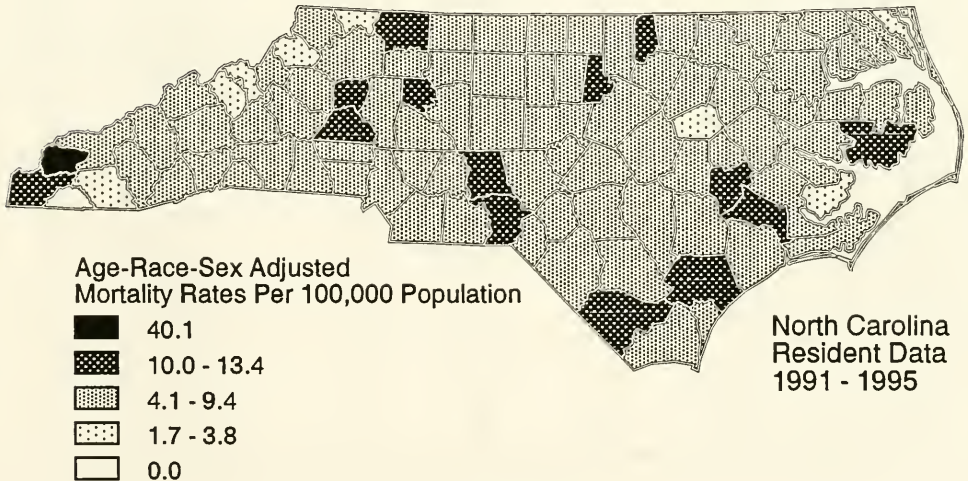 Age-Race-Sex Adjusted
Mortality Rates Per 100,000 Population
40.1
10.0 - 13.4
4.1 - 9.4
1.7 - 3.8
0.0
North Carolina
Resident Data
1991 - 1995